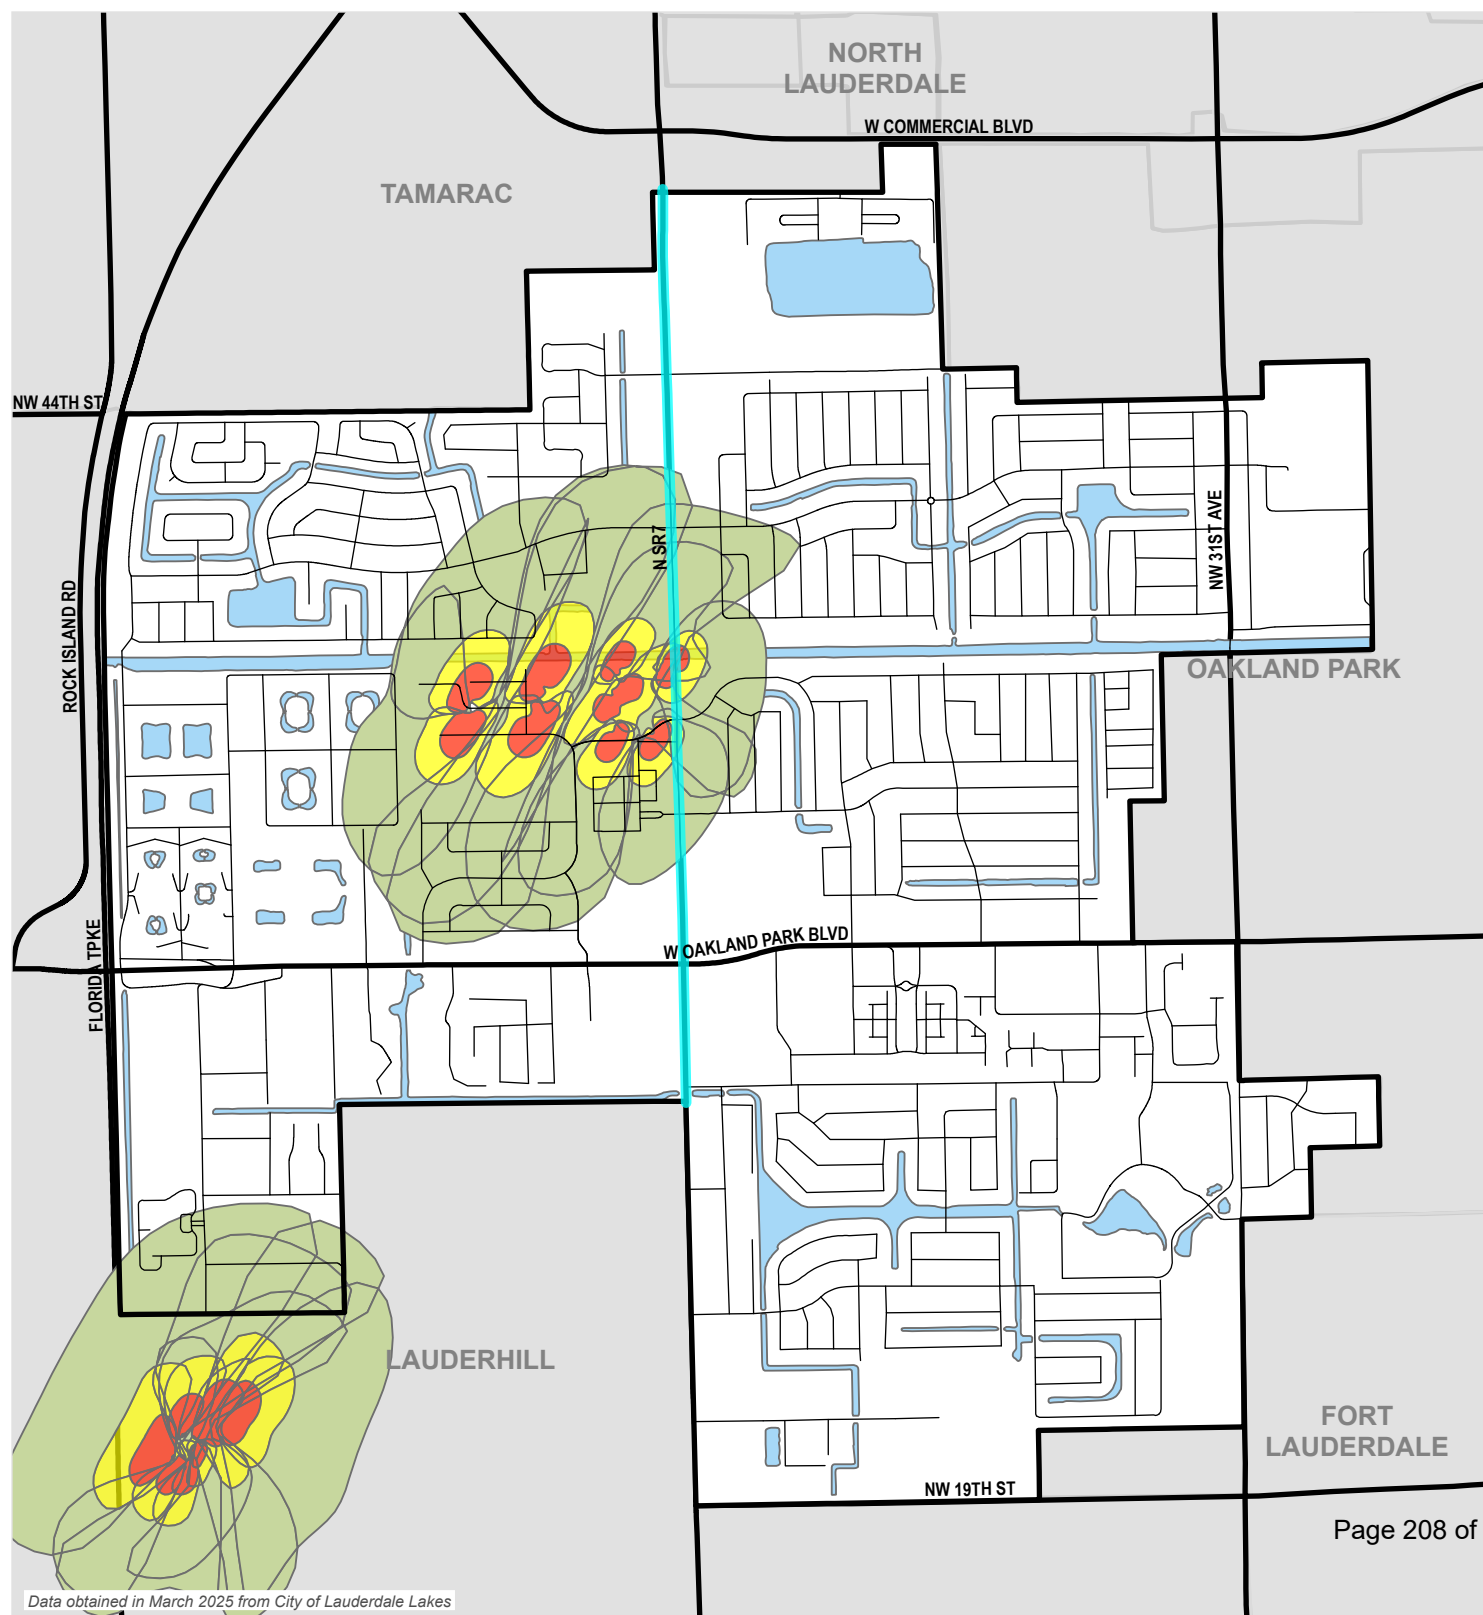 NORTH
LAUDERDALE
W COMMERCIAL BLVD
TAMARAC
NW 44TH ST
N SR7
NW 31ST AVE
ROCK ISLAND RD
OAKLAND PARK
W OAKLAND PARK BLVD
FLORIDA TPKE
LAUDERHILL
FORT
LAUDERDALE
NW 19TH ST
Page 208 of
Data obtained in March 2025 from City of Lauderdale Lakes